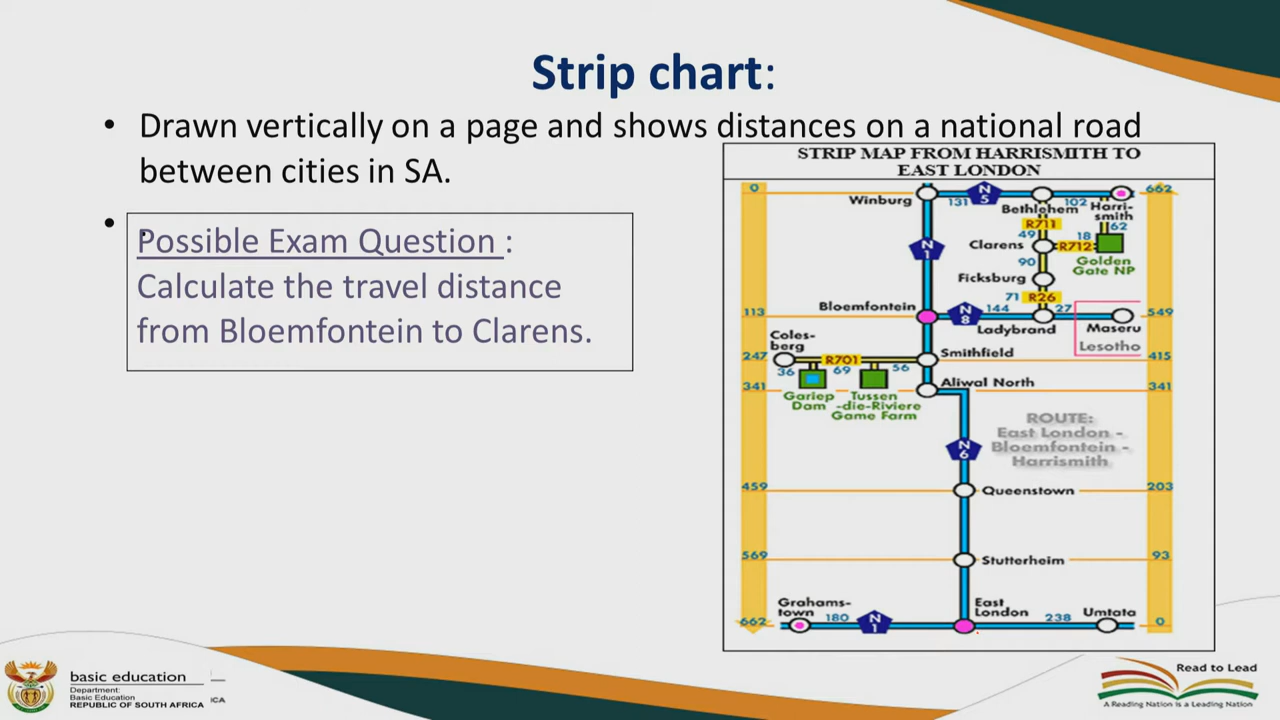 Strip chart:
• Drawn vertically on a page and shows distances on a national road
between cities in SA.
•
Possible Exam Question :
Calculate the travel distance
from Bloemfontein to Clarens.
STRIP MAP FROM HARRISMITH TO
EAST LONDON
0
Winburg
131
N
5
Bethlehem
102
Harri-
smith
662
N
1
R711
49
62
18
Clarens
R712
90
Golden
Gate NP
Ficksburg
71
R26
Bloemfontein
113
N
8
144
27
549
Ladybrand
Maseru
Lesotho
Coles-
berg
247
R701
Smithfield
415
36
69
56
341
Aliwal North
341
Gariep
Dam
Tussen
-die-Riviere
Game Farm
ROUTE:
East London -
Bloemfontein -
Harrismith
N
6
459
Queenstown
203
569
Stutterheim
93
Grahams-
town
East
London
Umtata
662
180
N
1
238
0
basic education
Department:
Basic Education
REPUBLIC OF SOUTH AFRICA
ICA
Read to Lead
A Reading Nation is a Leading Nation